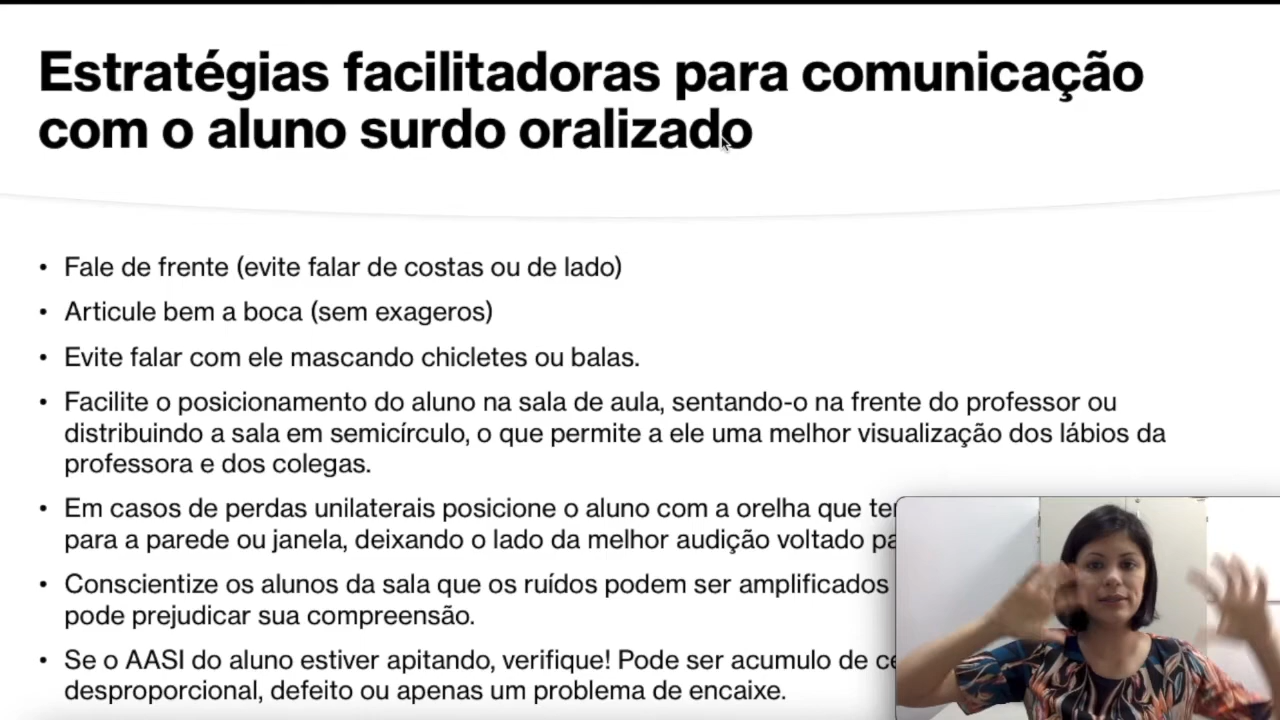 Estratégias facilitadoras para comunicação
com o aluno surdo oralizado
• Fale de frente (evite falar de costas ou de lado)
• Articule bem a boca (sem exageros)
• Evite falar com ele mascando chicletes ou balas.
• Facilite o posicionamento do aluno na sala de aula, sentando-o na frente do professor ou
distribuindo a sala em semicírculo, o que permite a ele uma melhor visualização dos lábios da
professora e dos colegas.
• Em casos de perdas unilaterais posicione o aluno com a orelha que
para a parede ou janela, deixando o lado da melhor audição voltado
• Conscientize os alunos da sala que os ruídos podem ser amplificados
pode prejudicar sua compreensão.
• Se o AASI do aluno estiver apitando, verifique! Pode ser acumulo de
desproporcional, defeito ou apenas um problema de encaixe.